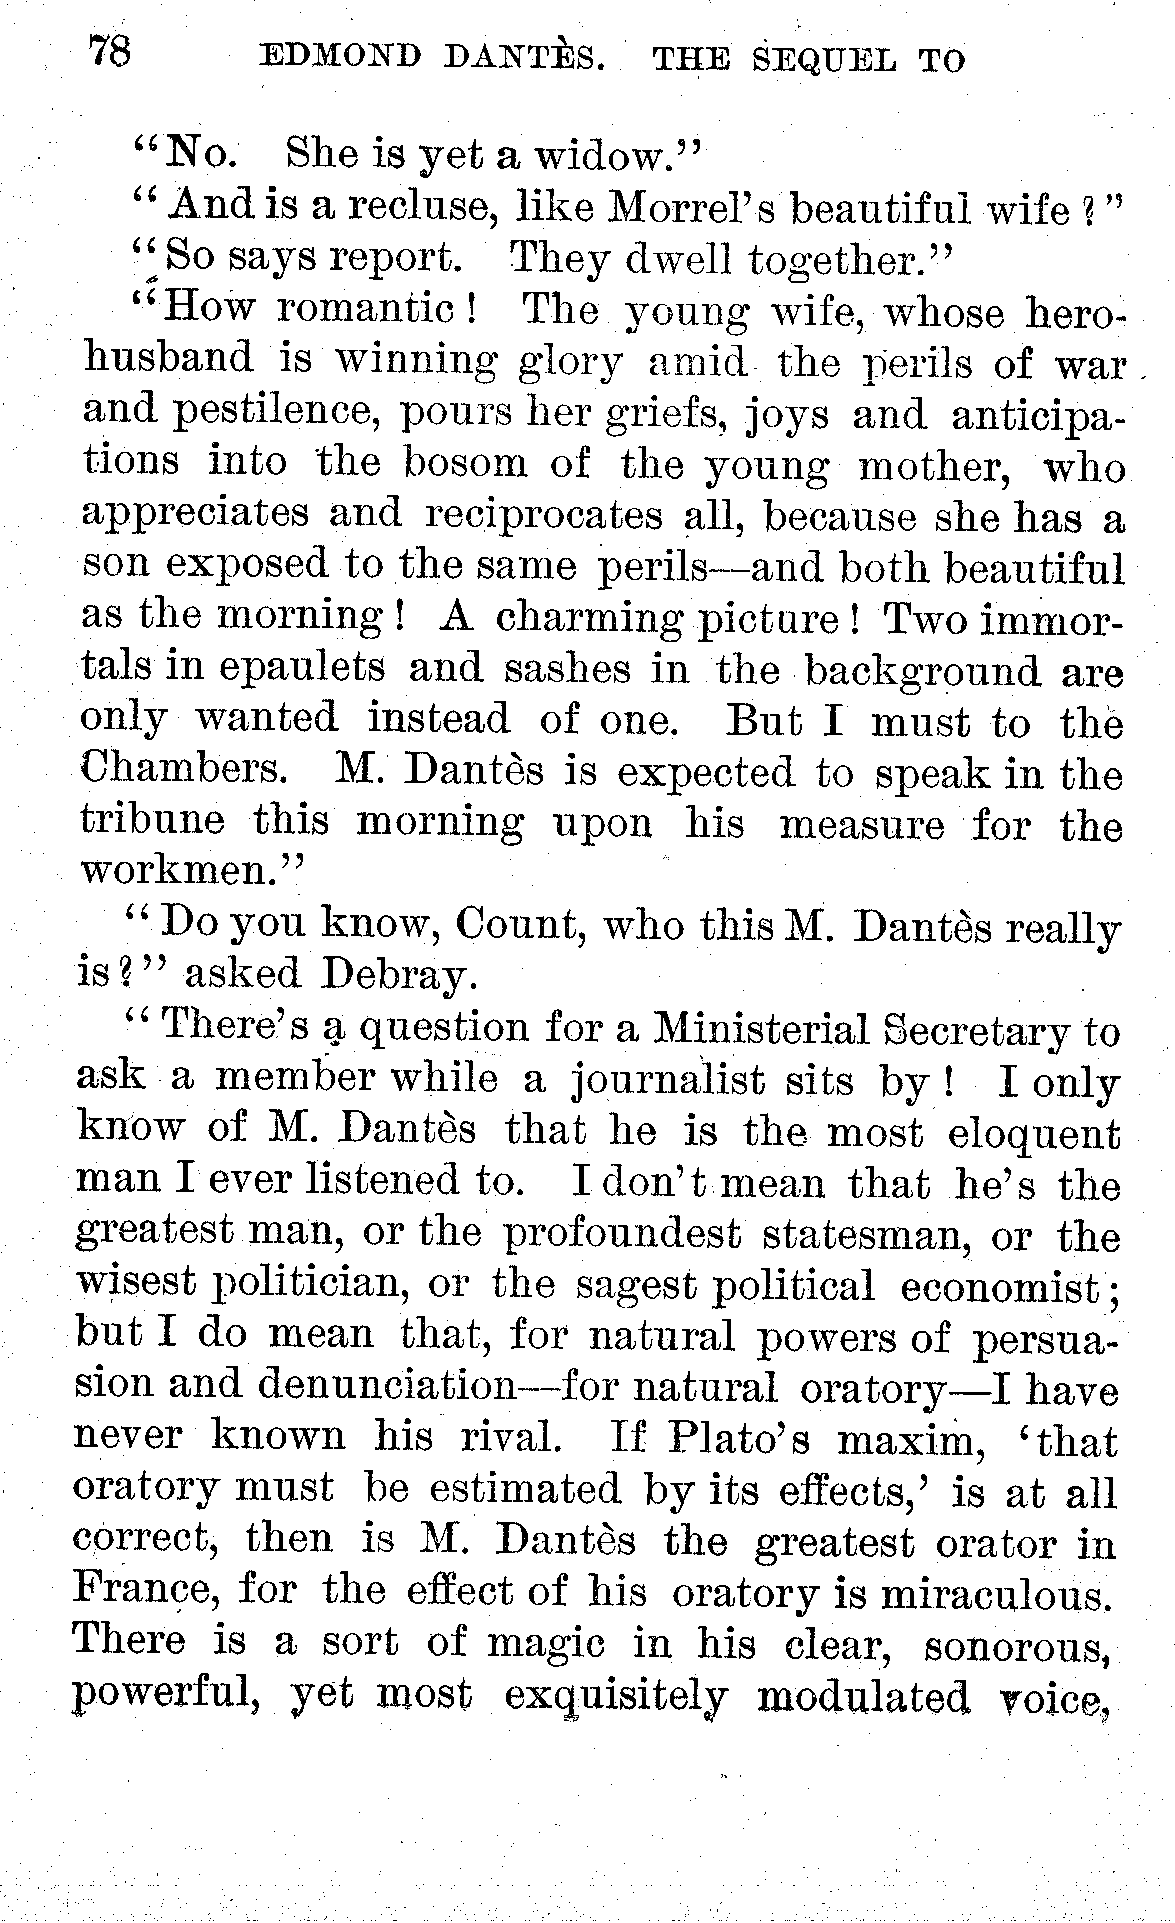 78 EDMOND DANTÈS. THE SEQUEL TO
"No. She is yet a widow."
"And is a recluse, like Morrel's beautiful wife?"
"So says report. They dwell together."
"How romantic! The young wife, whose hero-
husband is winning glory amid the perils of war
and pestilence, pours her griefs, joys and anticipa-
tions into the bosom of the young mother, who
appreciates and reciprocates all, because she has a
son exposed to the same perils—and both beautiful
as the morning! A charming picture! Two immor-
tals in epaulets and sashes in the background are
only wanted instead of one. But I must to the
Chambers. M. Dantès is expected to speak in the
tribune this morning upon his measure for the
workmen."
"Do you know, Count, who this M. Dantès really
is?" asked Debray.
"There's a question for a Ministerial Secretary to
ask a member while a journalist sits by! I only
know of M. Dantès that he is the most eloquent
man I ever listened to. I don't mean that he's the
greatest man, or the profoundest statesman, or the
wisest politician, or the sagest political economist;
but I do mean that, for natural powers of persua-
sion and denunciation—for natural oratory—I have
never known his rival. If Plato's maxim, 'that
oratory must be estimated by its effects,' is at all
correct, then is M. Dantès the greatest orator in
France, for the effect of his oratory is miraculous.
There is a sort of magic in his clear, sonorous,
powerful, yet most exquisitely modulated voice,